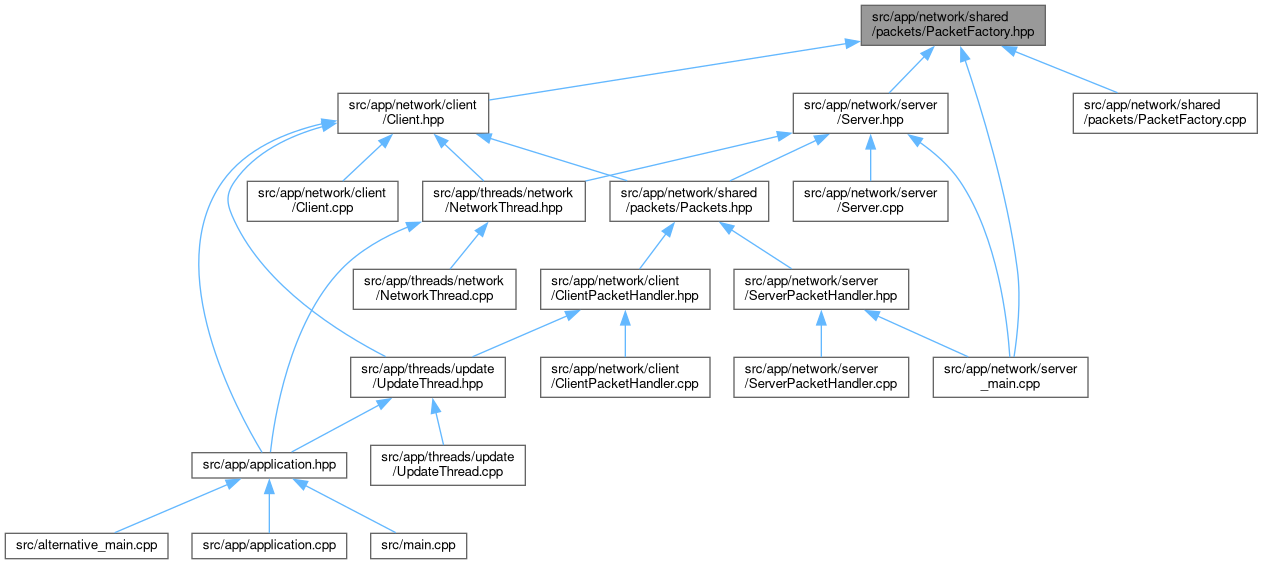 src/app/network/shared
/packets/PacketFactory.hpp
src/app/network/client
/Client.hpp
src/app/network/server
/Server.hpp
src/app/network/shared
/packets/PacketFactory.cpp
src/app/network/client
/Client.cpp
src/app/threads/network
/NetworkThread.hpp
src/app/network/shared
/packets/Packets.hpp
src/app/network/server
/Server.cpp
src/app/threads/network
/NetworkThread.cpp
src/app/network/client
/ClientPacketHandler.hpp
src/app/network/server
/ServerPacketHandler.hpp
src/app/threads/update
/UpdateThread.hpp
src/app/network/client
/ClientPacketHandler.cpp
src/app/network/server
/ServerPacketHandler.cpp
src/app/network/server
_main.cpp
src/app/application.hpp
src/app/threads/update
/UpdateThread.cpp
src/alternative_main.cpp
src/app/application.cpp
src/main.cpp